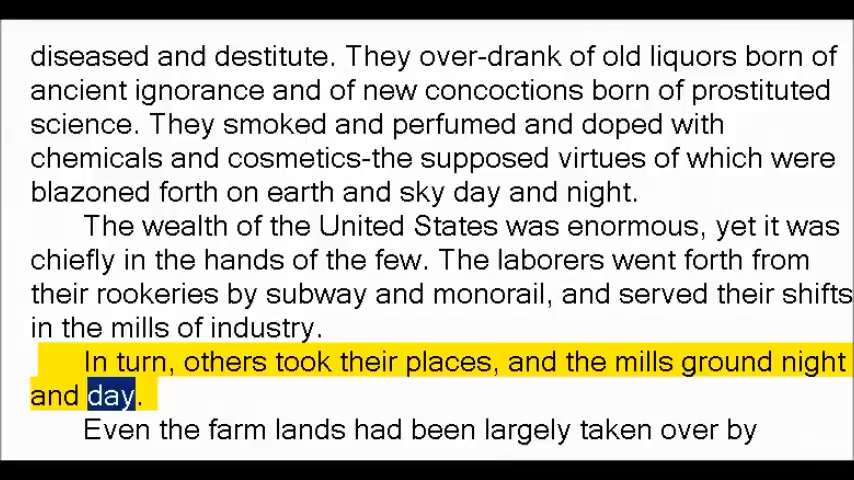 diseased and destitute. They over-drank of old liquors born of
ancient ignorance and of new concoctions born of prostituted
science. They smoked and perfumed and doped with
chemicals and cosmetics-the supposed virtues of which were
blazoned forth on earth and sky day and night.
The wealth of the United States was enormous, yet it was
chiefly in the hands of the few. The laborers went forth from
their rookeries by subway and monorail, and served their shifts
in the mills of industry.
In turn, others took their places, and the mills ground night
and day.
Even the farm lands had been largely taken over by